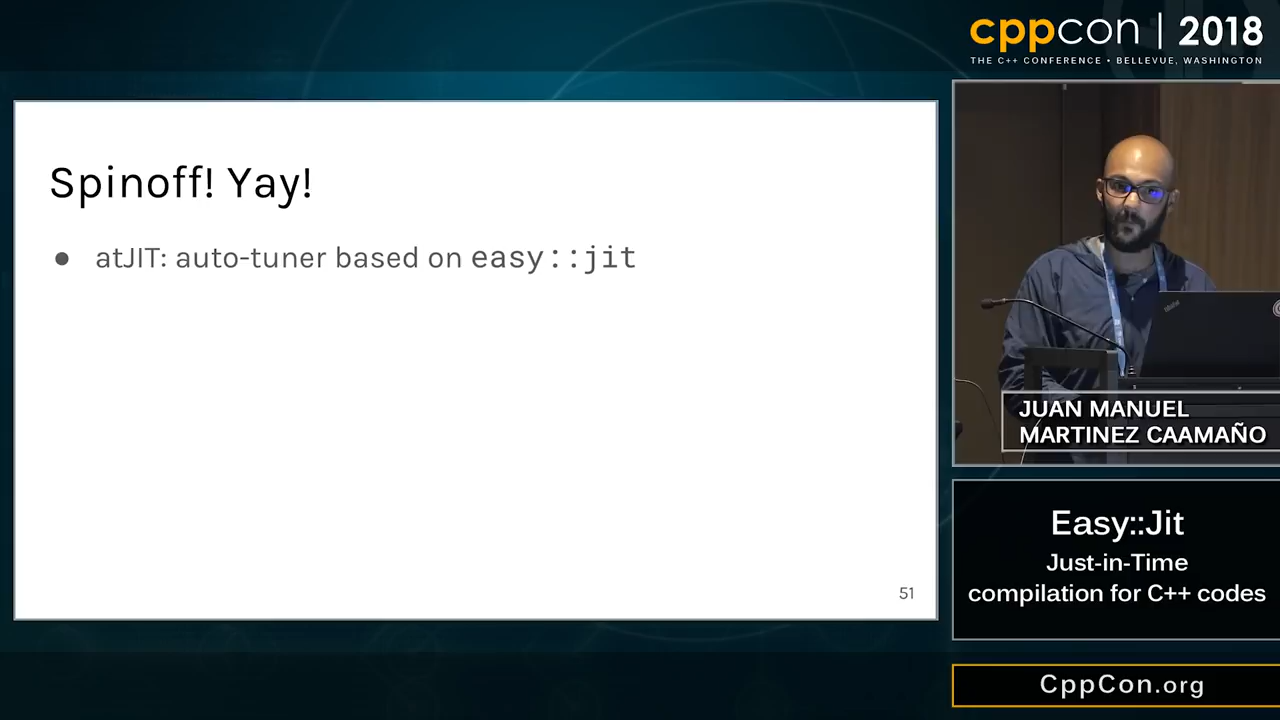 cppcon | 2018
THE C++ CONFERENCE • BELLEVUE, WASHINGTON
Spinoff! Yay!
● atJIT: auto-tuner based on easy::jit
51
JUAN MANUEL
MARTINEZ CAAMAÑO
Easy::Jit
Just-in-Time
compilation for C++ codes
CppCon.org